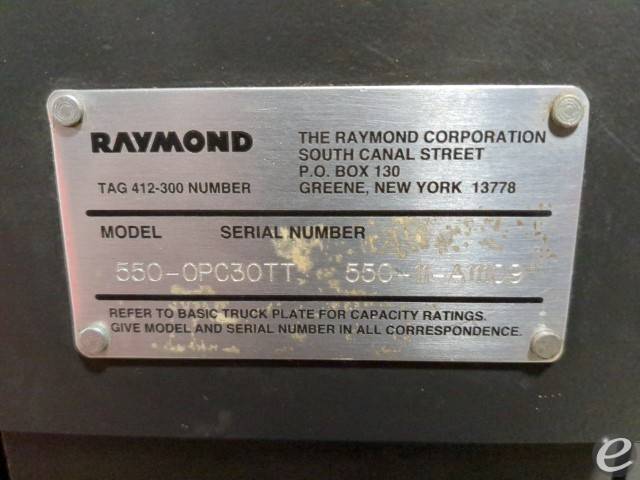 RAYMOND
THE RAYMOND CORPORATION
SOUTH CANAL STREET
P.O. BOX 130
GREENE, NEW YORK 13778
TAG 412-300 NUMBER
MODEL SERIAL NUMBER
550-OPC30TT
REFER TO BASIC TRUCK PLATE FOR CAPACITY RATINGS.
GIVE MODEL AND SERIAL NUMBER IN ALL CORRESPONDENCE.
e